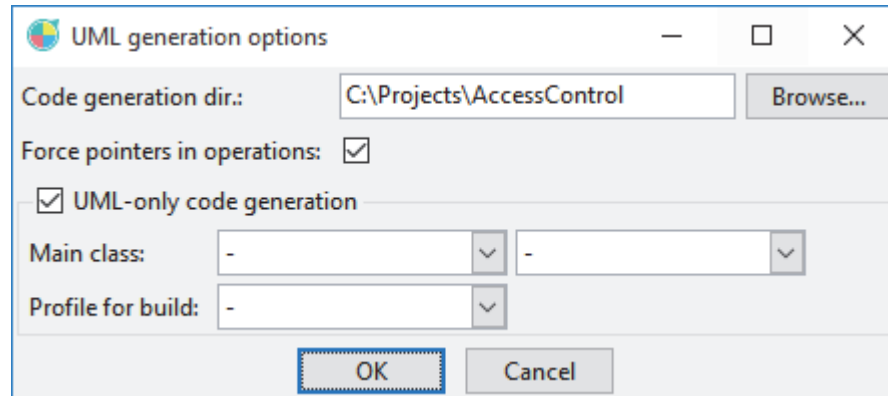 UML generation options
Code generation dir.: C:\Projects\AccessControl Browse...
Force pointers in operations:
UML-only code generation
Main class: - -
Profile for build: -
OK Cancel